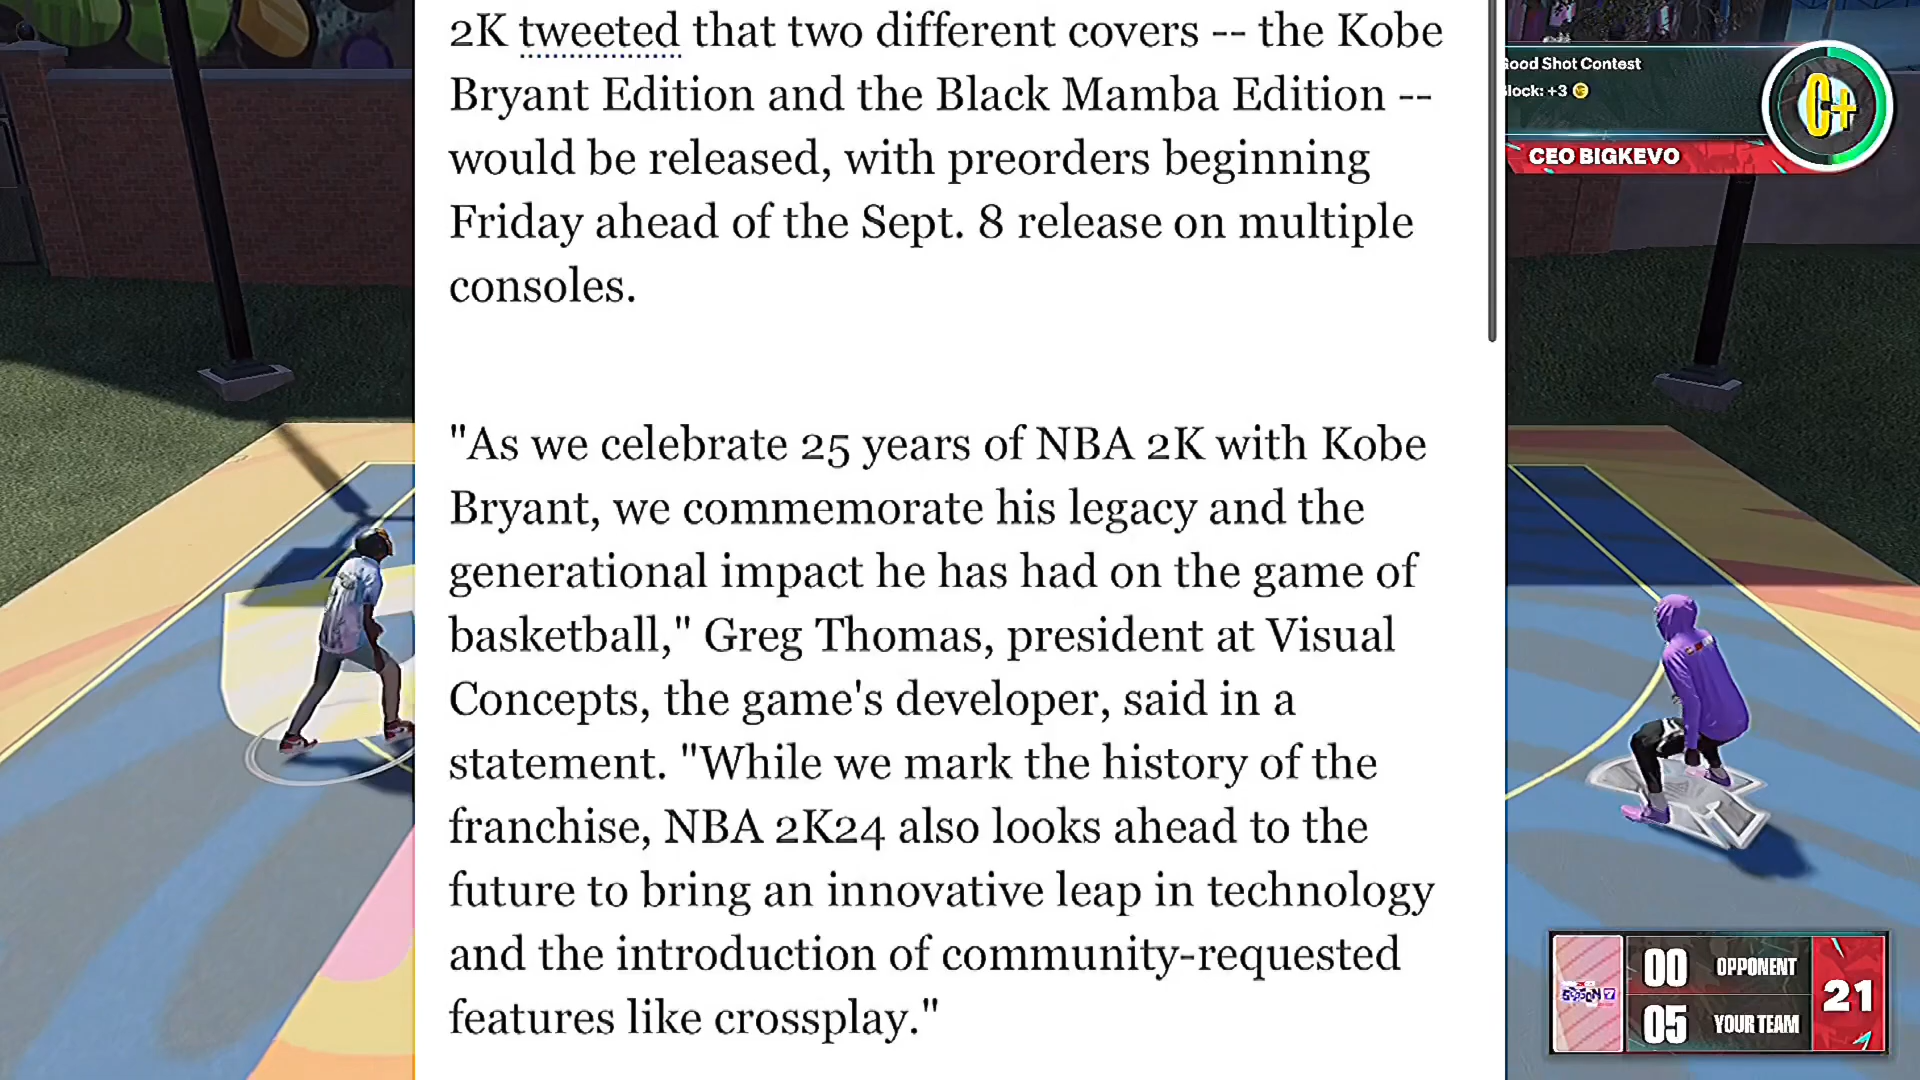 2K tweeted that two different covers -- the Kobe
Bryant Edition and the Black Mamba Edition --
would be released, with preorders beginning
Friday ahead of the Sept. 8 release on multiple
consoles.
"As we celebrate 25 years of NBA 2K with Kobe
Bryant, we commemorate his legacy and the
generational impact he has had on the game of
basketball," Greg Thomas, president at Visual
Concepts, the game's developer, said in a
statement. "While we mark the history of the
franchise, NBA 2K24 also looks ahead to the
future to bring an innovative leap in technology
and the introduction of community-requested
features like crossplay."
Good Shot Contest
Block: +3
C+
CEO BIGKEVO
00 OPPONENT
05 YOUR TEAM
21
SEASON 7